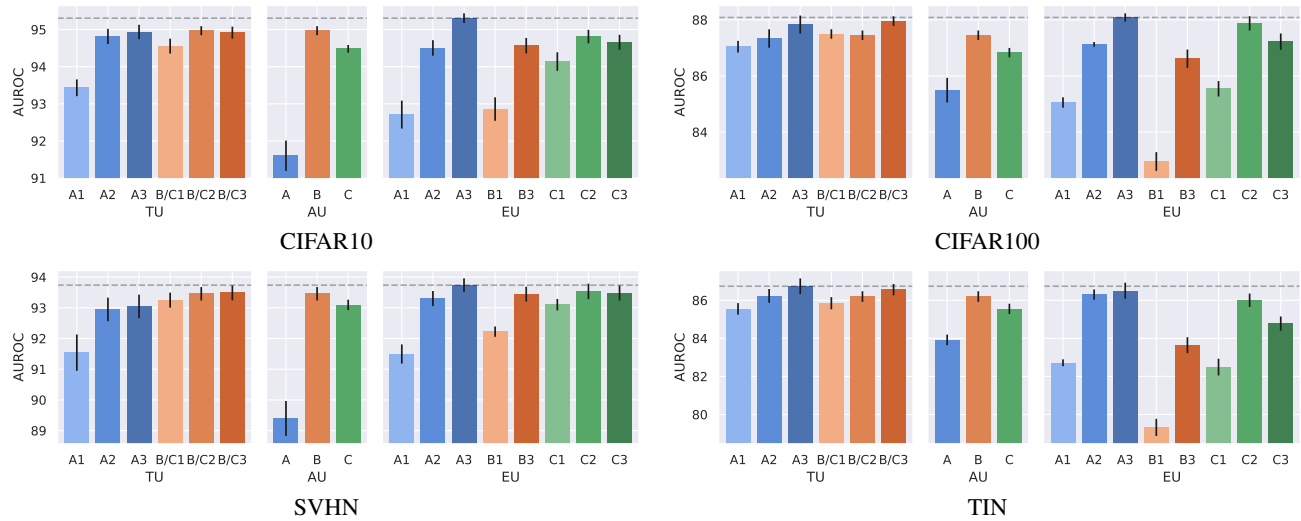 AUROC
95
94
93
92
91
A1 A2 A3 B/C1 B/C2 B/C3
TU
A B C
AU
A1 A2 A3 B1 B3 C1 C2 C3
EU
CIFAR10
AUROC
88
86
84
A1 A2 A3 B/C1 B/C2 B/C3
TU
A B C
AU
A1 A2 A3 B1 B3 C1 C2 C3
EU
CIFAR100
AUROC
94
93
92
91
90
89
A1 A2 A3 B/C1 B/C2 B/C3
TU
A B C
AU
A1 A2 A3 B1 B3 C1 C2 C3
EU
SVHN
AUROC
86
84
82
80
A1 A2 A3 B/C1 B/C2 B/C3
TU
A B C
AU
A1 A2 A3 B1 B3 C1 C2 C3
EU
TIN